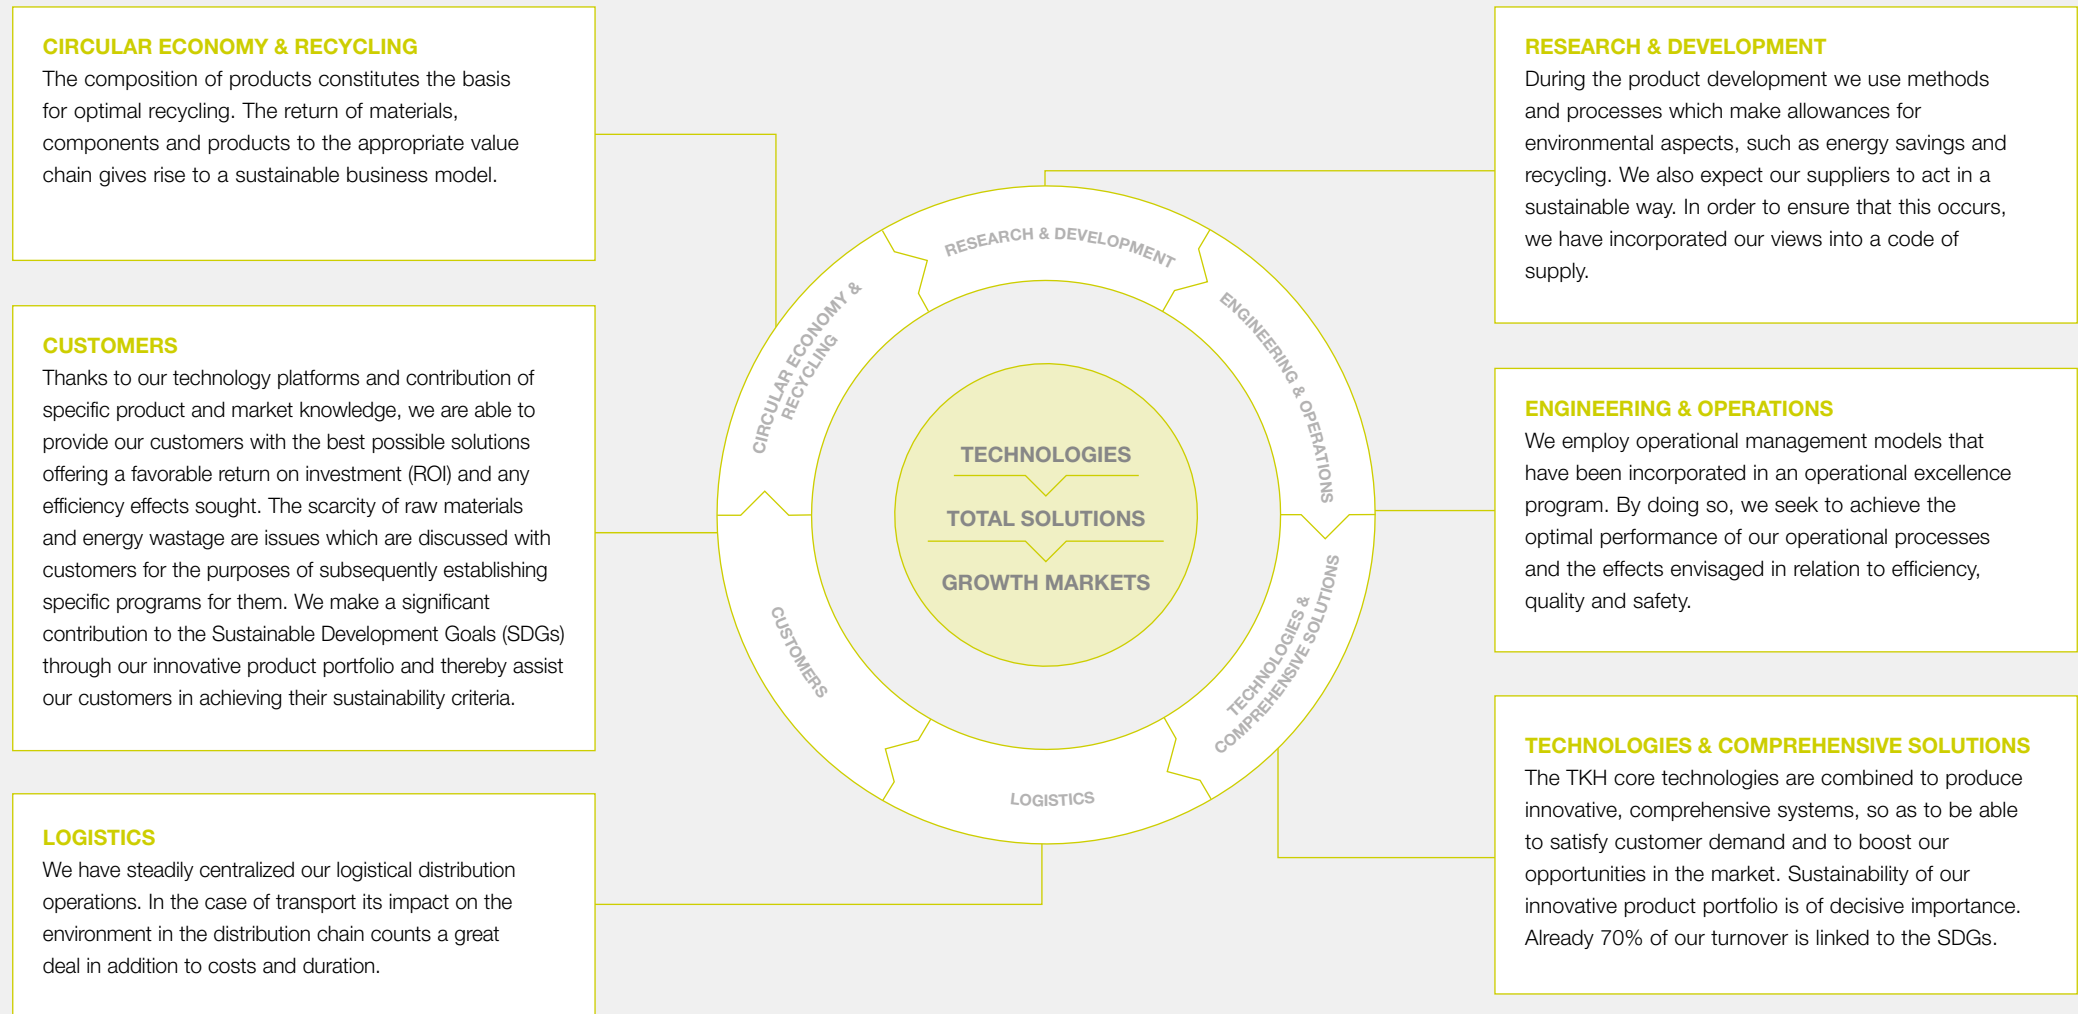 CIRCULAR ECONOMY & RECYCLING
The composition of products constitutes the basis
for optimal recycling. The return of materials,
components and products to the appropriate value
chain gives rise to a sustainable business model.
CUSTOMERS
Thanks to our technology platforms and contribution of
specific product and market knowledge, we are able to
provide our customers with the best possible solutions
offering a favorable return on investment (ROI) and any
efficiency effects sought. The scarcity of raw materials
and energy wastage are issues which are discussed with
customers for the purposes of subsequently establishing
specific programs for them. We make a significant
contribution to the Sustainable Development Goals (SDGs)
through our innovative product portfolio and thereby assist
our customers in achieving their sustainability criteria.
LOGISTICS
We have steadily centralized our logistical distribution
operations. In the case of transport its impact on the
environment in the distribution chain counts a great
deal in addition to costs and duration.
RESEARCH & DEVELOPMENT
ENGINEERING & OPERATIONS
TECHNOLOGIES &
COMPREHENSIVE SOLUTIONS
LOGISTICS
CUSTOMERS
CIRCULAR ECONOMY &
RECYCLING
TECHNOLOGIES
TOTAL SOLUTIONS
GROWTH MARKETS
RESEARCH & DEVELOPMENT
During the product development we use methods
and processes which make allowances for
environmental aspects, such as energy savings and
recycling. We also expect our suppliers to act in a
sustainable way. In order to ensure that this occurs,
we have incorporated our views into a code of
supply.
ENGINEERING & OPERATIONS
We employ operational management models that
have been incorporated in an operational excellence
program. By doing so, we seek to achieve the
optimal performance of our operational processes
and the effects envisaged in relation to efficiency,
quality and safety.
TECHNOLOGIES & COMPREHENSIVE SOLUTIONS
The TKH core technologies are combined to produce
innovative, comprehensive systems, so as to be able
to satisfy customer demand and to boost our
opportunities in the market. Sustainability of our
innovative product portfolio is of decisive importance.
Already 70% of our turnover is linked to the SDGs.